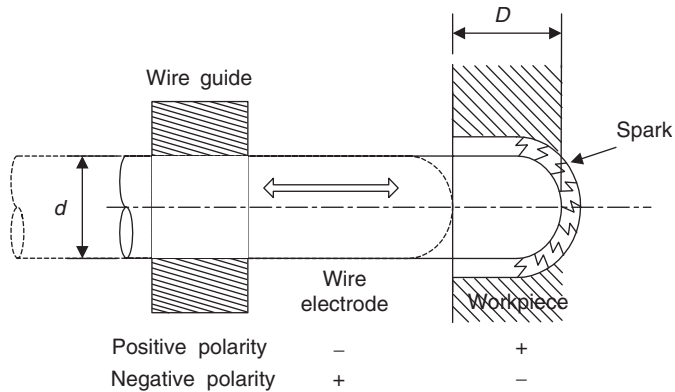 D
Wire guide
Spark
d
Wire
electrode
Workpiece
Positive polarity – +
Negative polarity + –